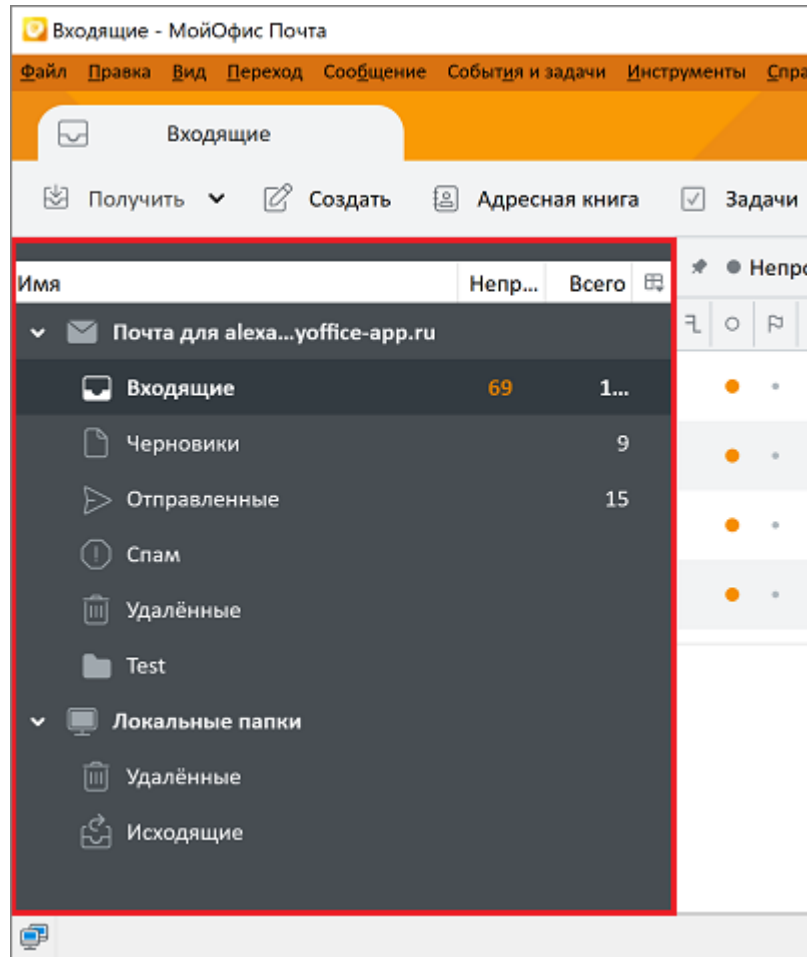 Входящие - МойОфис Почта
Файл Правка Вид Переход Сообщение События и задачи Инструменты Спра
Входящие
Получить Создать Адресная книга Задачи
Имя Непр... Всего Непро
Почта для alexa...yoffice-app.ru
Входящие 69 1...
Черновики 9
Отправленные 15
Спам
Удалённые
Test
Локальные папки
Удалённые
Исходящие